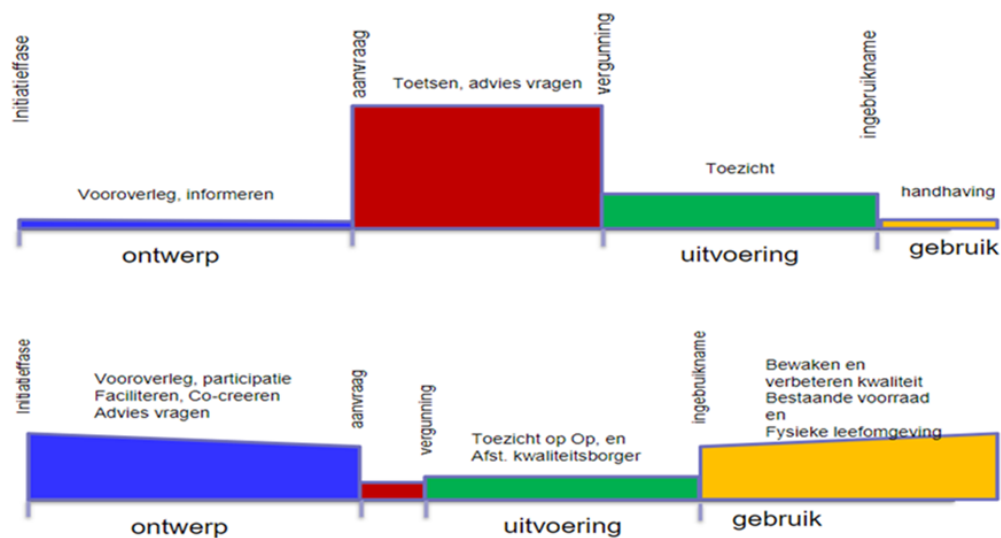 Initiatieffase
aanvraag
vergunning
ingebruikname
Toetsen, advies vragen
Vooroverleg, informeren
Toezicht
handhaving
ontwerp
uitvoering
gebruik
Initiatieffase
aanvraag
vergunning
ingebruikname
Vooroverleg, participatie
Faciliteren, Co-creeren
Advies vragen
Toezicht op Op, en
Afst. kwaliteitsborger
Bewaken en
verbeteren kwaliteit
Bestaande voorraad
en
Fysieke leefomgeving
ontwerp
uitvoering
gebruik